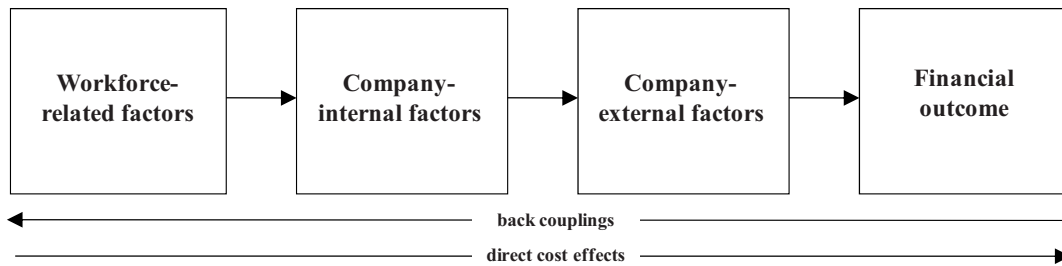 Workforce-
related factors
Company-
internal factors
Company-
external factors
Financial
outcome
back couplings
direct cost effects